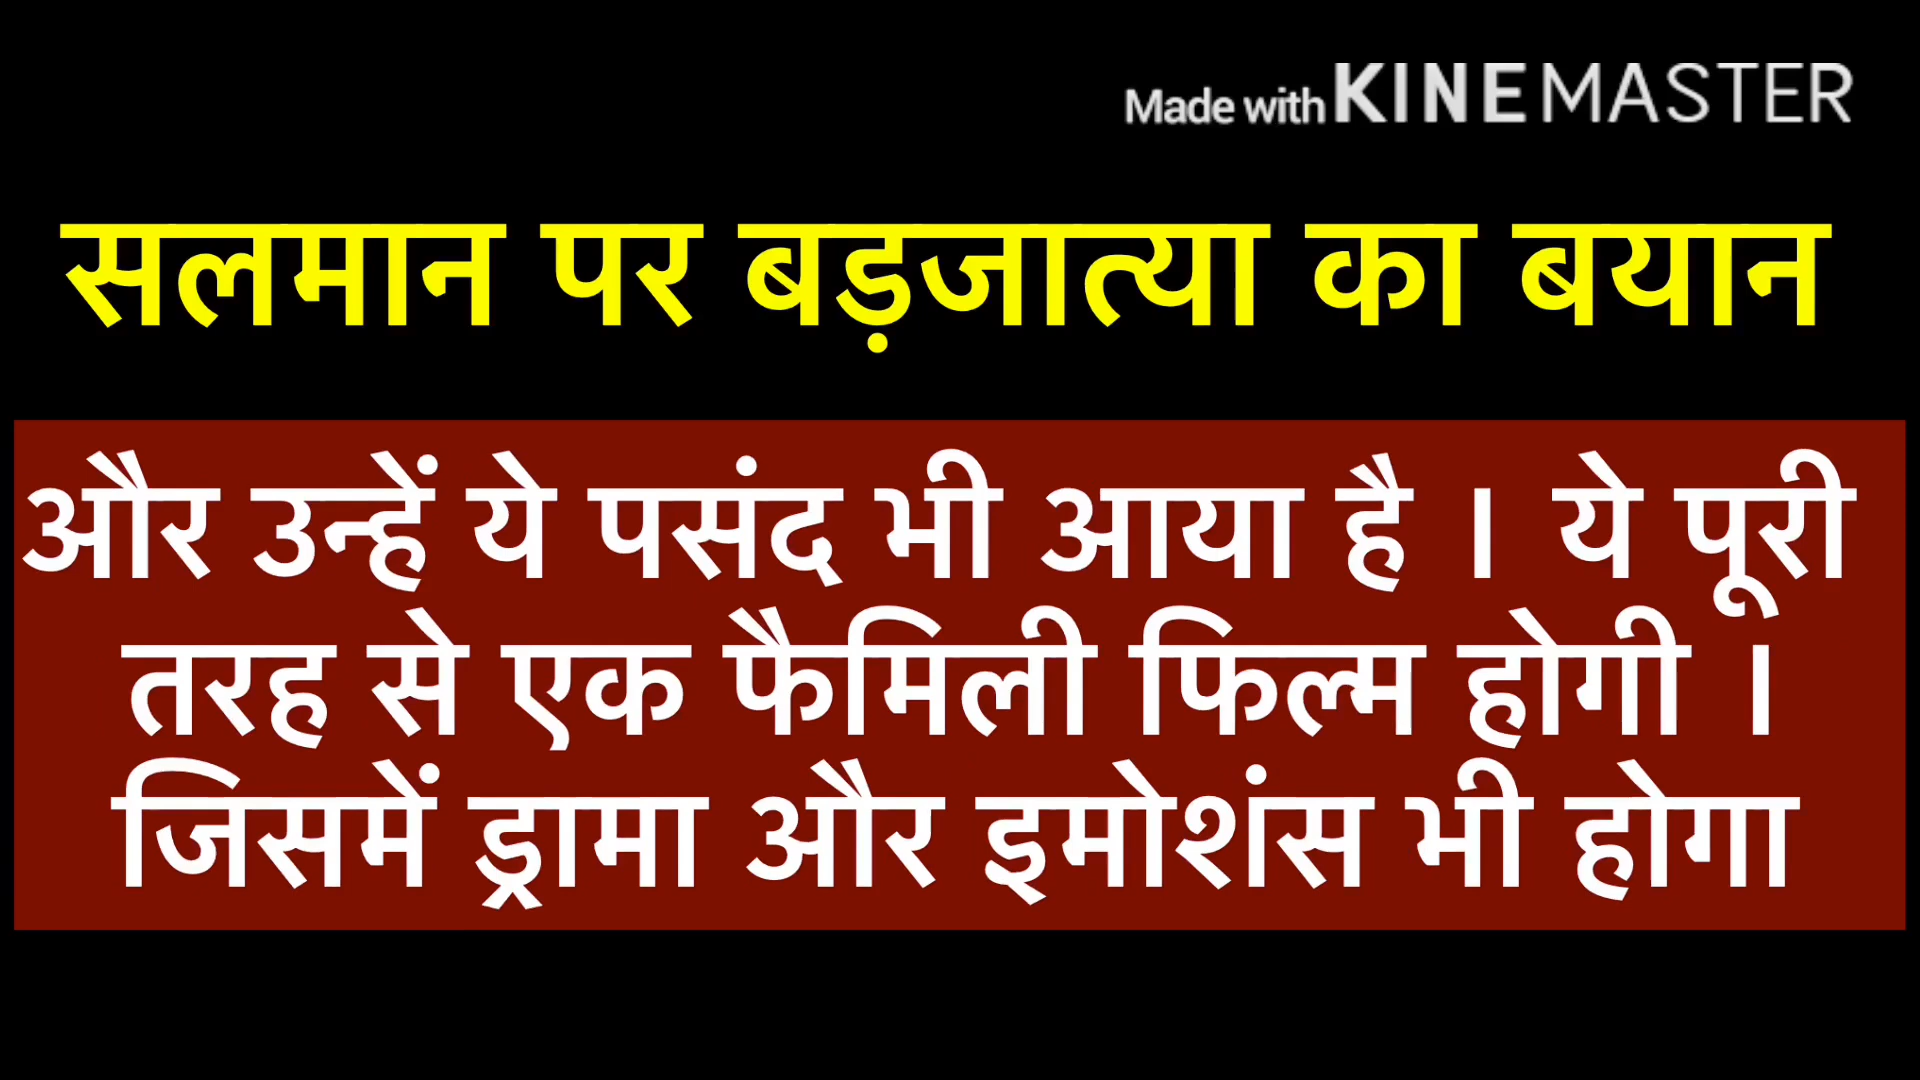 Made with KINEMASTER
सलमान पर बड़जात्या का बयान
और उन्हें ये पसंद भी आया है । ये पूरी
तरह से एक फैमिली फिल्म होगी ।
जिसमें ड्रामा और इमोशंस भी होगा